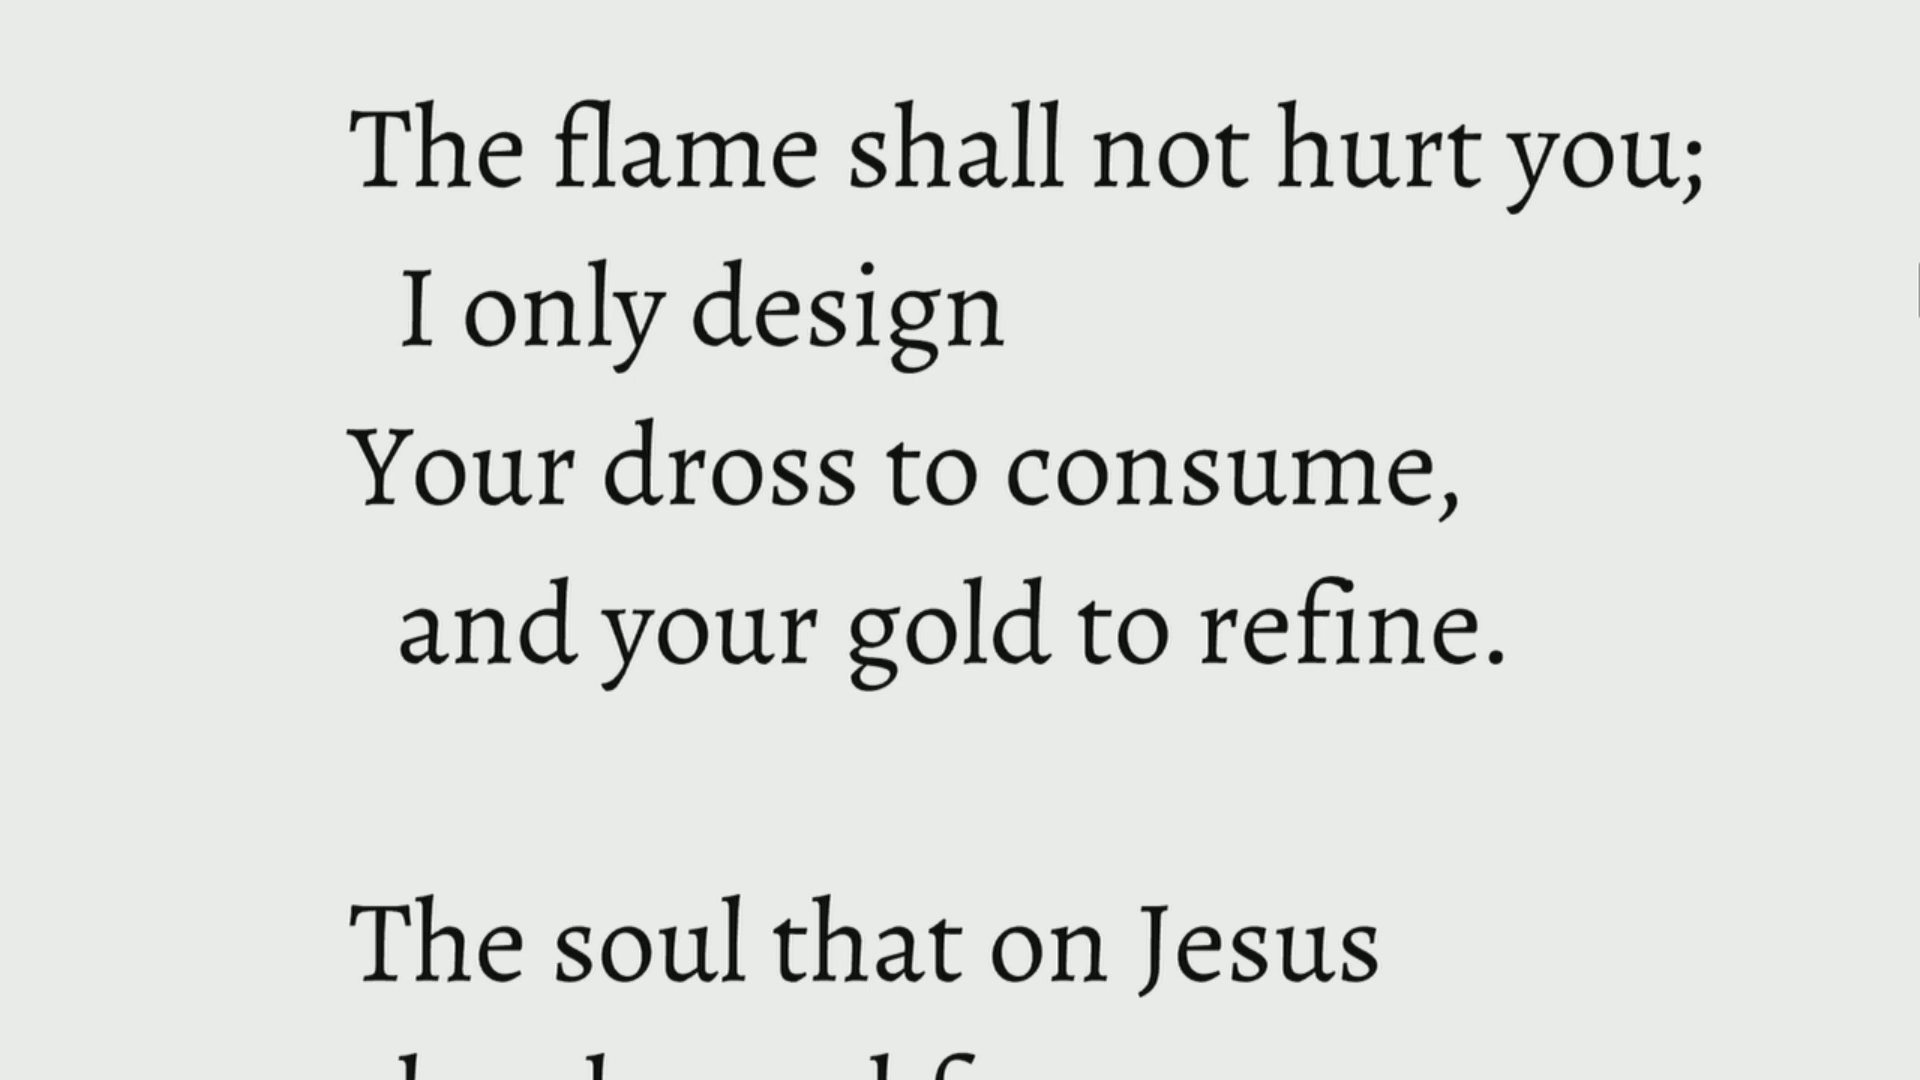 The flame shall not hurt you;
I only design
Your dross to consume,
and your gold to refine.
The soul that on Jesus